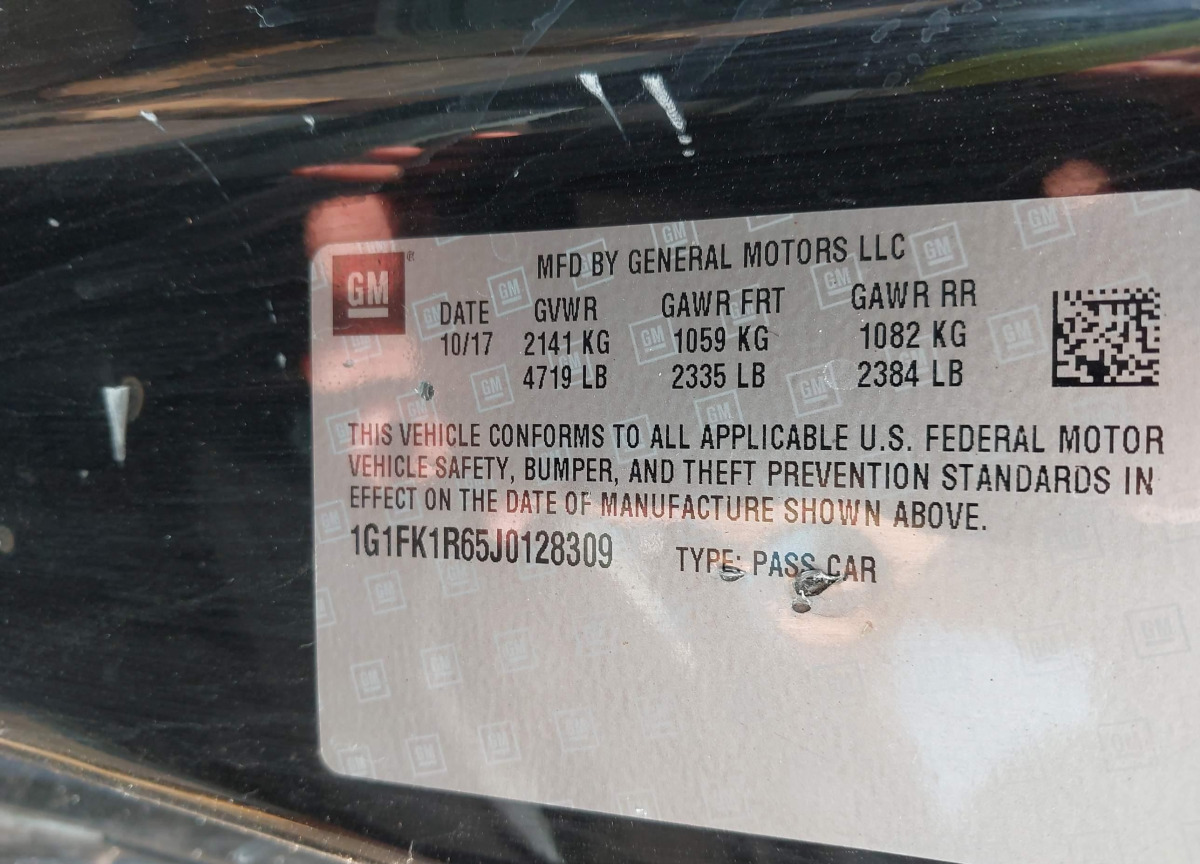 GM ®
MFD BY GENERAL MOTORS LLC
DATE GVWR GAWR FRT GAWR RR
10/17 2141 KG 1059 KG 1082 KG
4719 LB 2335 LB 2384 LB
THIS VEHICLE CONFORMS TO ALL APPLICABLE U.S. FEDERAL MOTOR
VEHICLE SAFETY, BUMPER, AND THEFT PREVENTION STANDARDS IN
EFFECT ON THE DATE OF MANUFACTURE SHOWN ABOVE.
1G1FK1R65J0128309 TYPE: PASS CAR